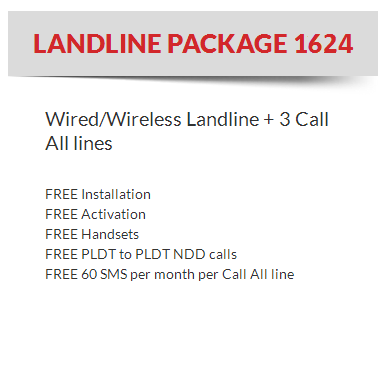 LANDLINE PACKAGE 1624
Wired/Wireless Landline + 3 Call
All lines
FREE Installation
FREE Activation
FREE Handsets
FREE PLDT to PLDT NDD calls
FREE 60 SMS per month per Call All line